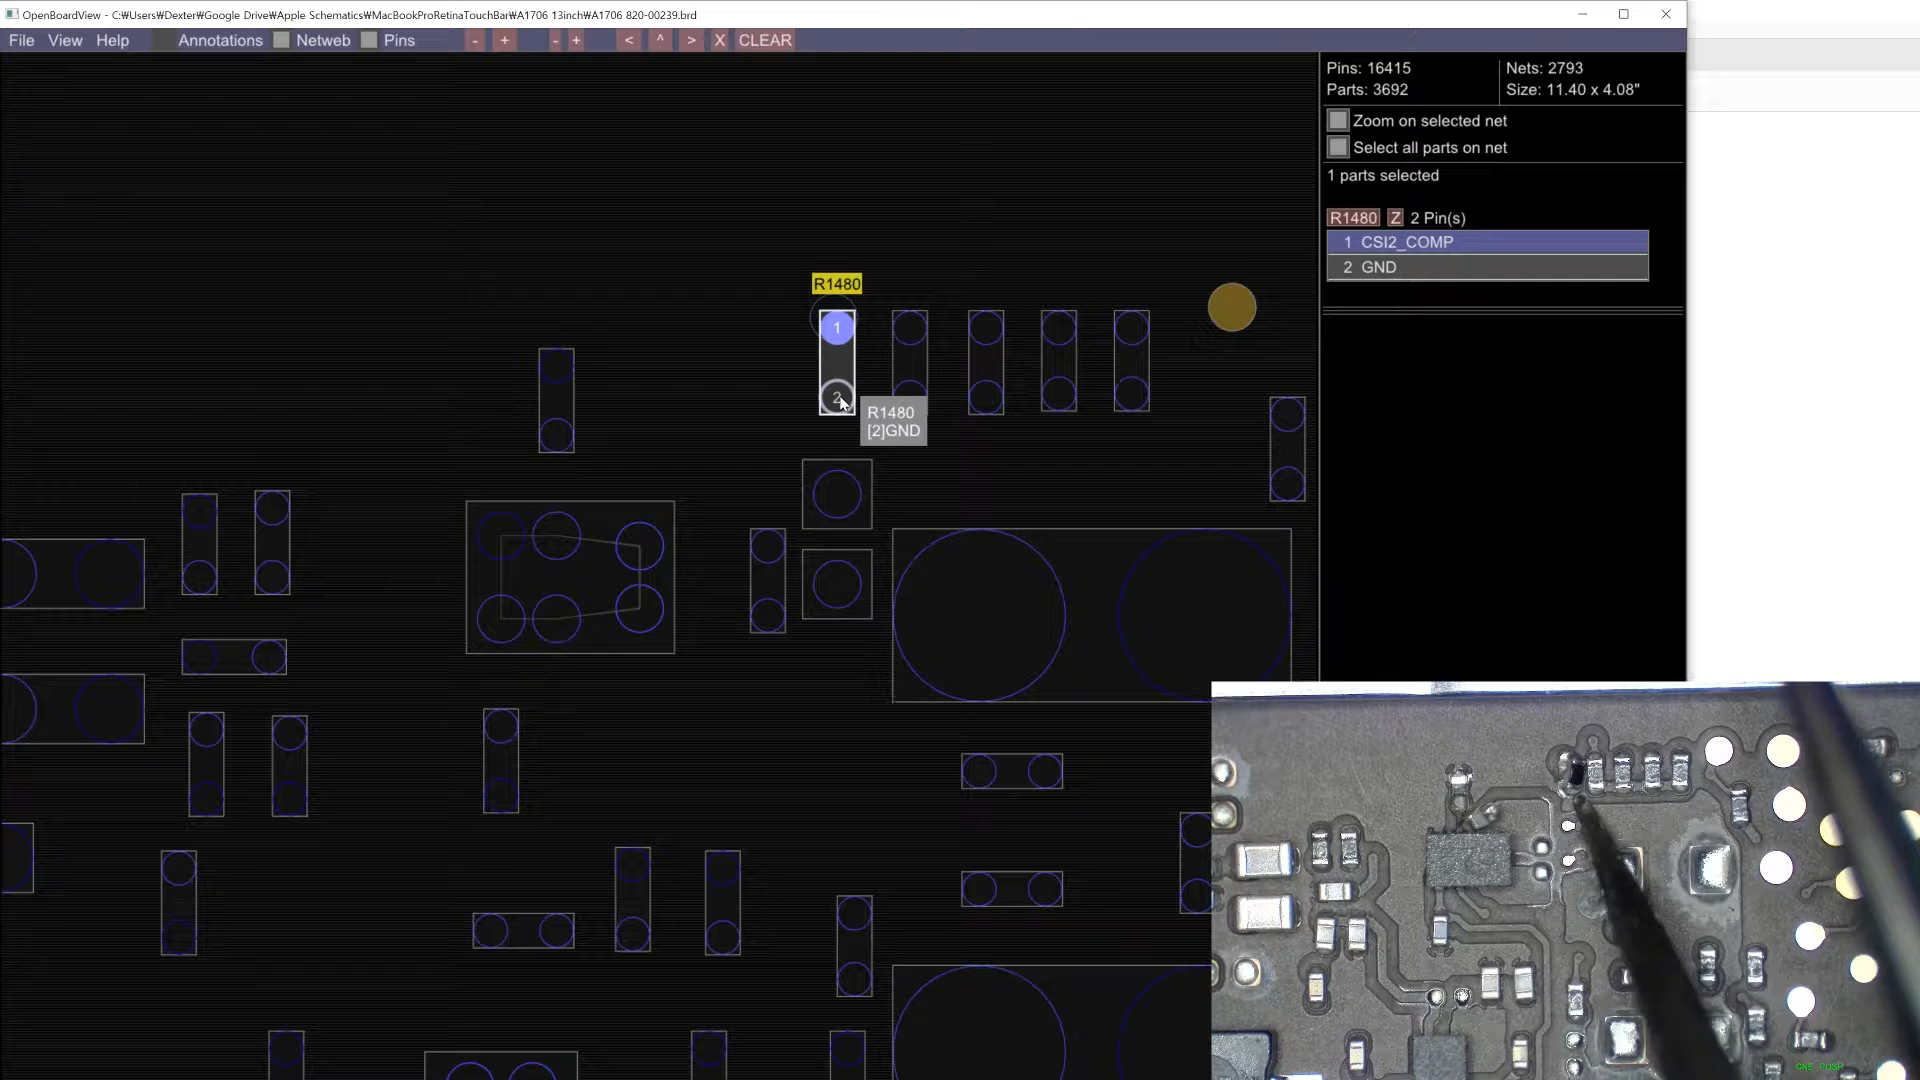 OpenBoardView - C:₩Users₩Dexter₩Google Drive₩Apple Schematics₩MacBookProRetinaTouchBar₩A1706 13inch₩A1706 820-00239.brd
File View Help Annotations Netweb Pins - + - + < ^ > X CLEAR
Pins: 16415 Nets: 2793
Parts: 3692 Size: 11.40 x 4.08"
Zoom on selected net
Select all parts on net
1 parts selected
R1480 Z 2 Pin(s)
1 CSI2_COMP
2 GND
R1480
1
2
R1480
[2]GND
ONE PUSH